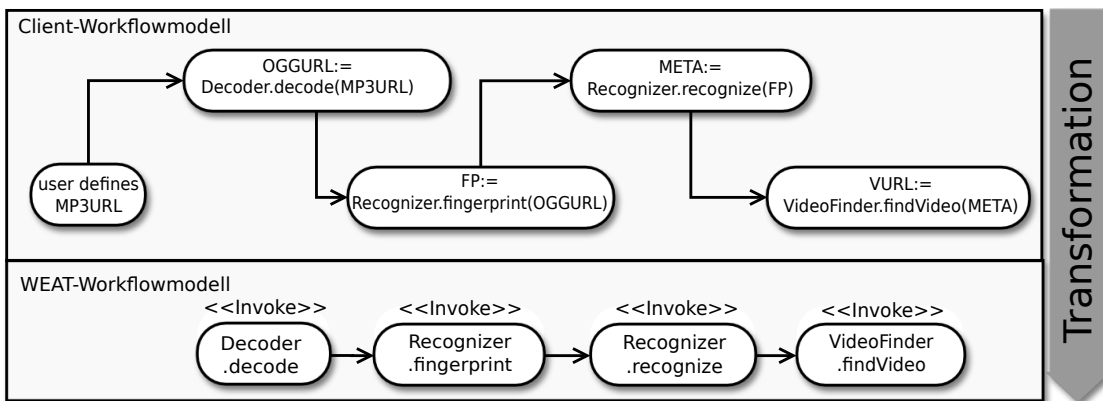 Client-Workflowmodell
OGGURL:=
Decoder.decode(MP3URL)
META:=
Recognizer.recognize(FP)
user defines
MP3URL
FP:=
Recognizer.fingerprint(OGGURL)
VURL:=
VideoFinder.findVideo(META)
WEAT-Workflowmodell
<<Invoke>>
Decoder
.decode
<<Invoke>>
Recognizer
.fingerprint
<<Invoke>>
Recognizer
.recognize
<<Invoke>>
VideoFinder
.findVideo
Transformation